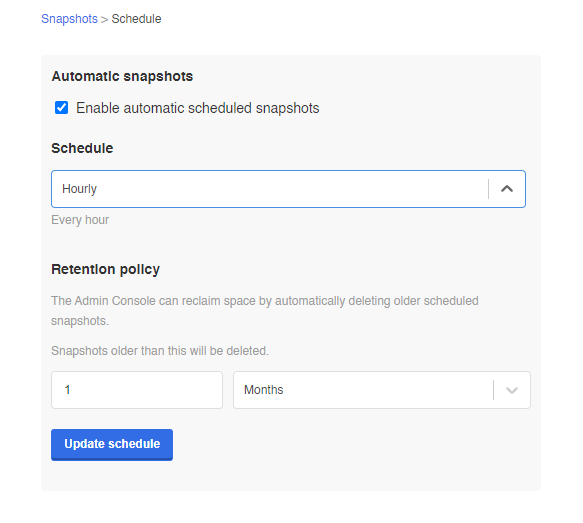 Snapshots > Schedule
Automatic snapshots
Enable automatic scheduled snapshots
Schedule
Hourly
Every hour
Retention policy
The Admin Console can reclaim space by automatically deleting older scheduled
snapshots.
Snapshots older than this will be deleted.
1 Months
Update schedule